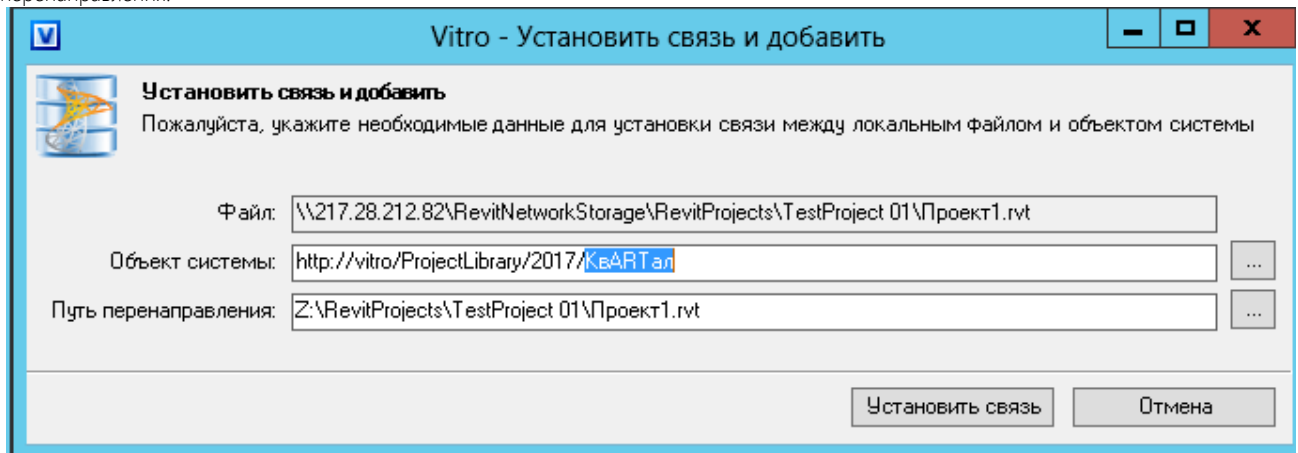 перенаправления.
Vitro - Установить связь и добавить
Установить связь и добавить
Пожалуйста, укажите необходимые данные для установки связи между локальным файлом и объектом системы
Файл: \\217.28.212.82\RevitNetworkStorage\RevitProjects\TestProject 01\Проект1.rvt
Объект системы: http://vitro/ProjectLibrary/2017/КвARTал ...
Путь перенаправления: Z:\RevitProjects\TestProject 01\Проект1.rvt ...
Установить связь Отмена